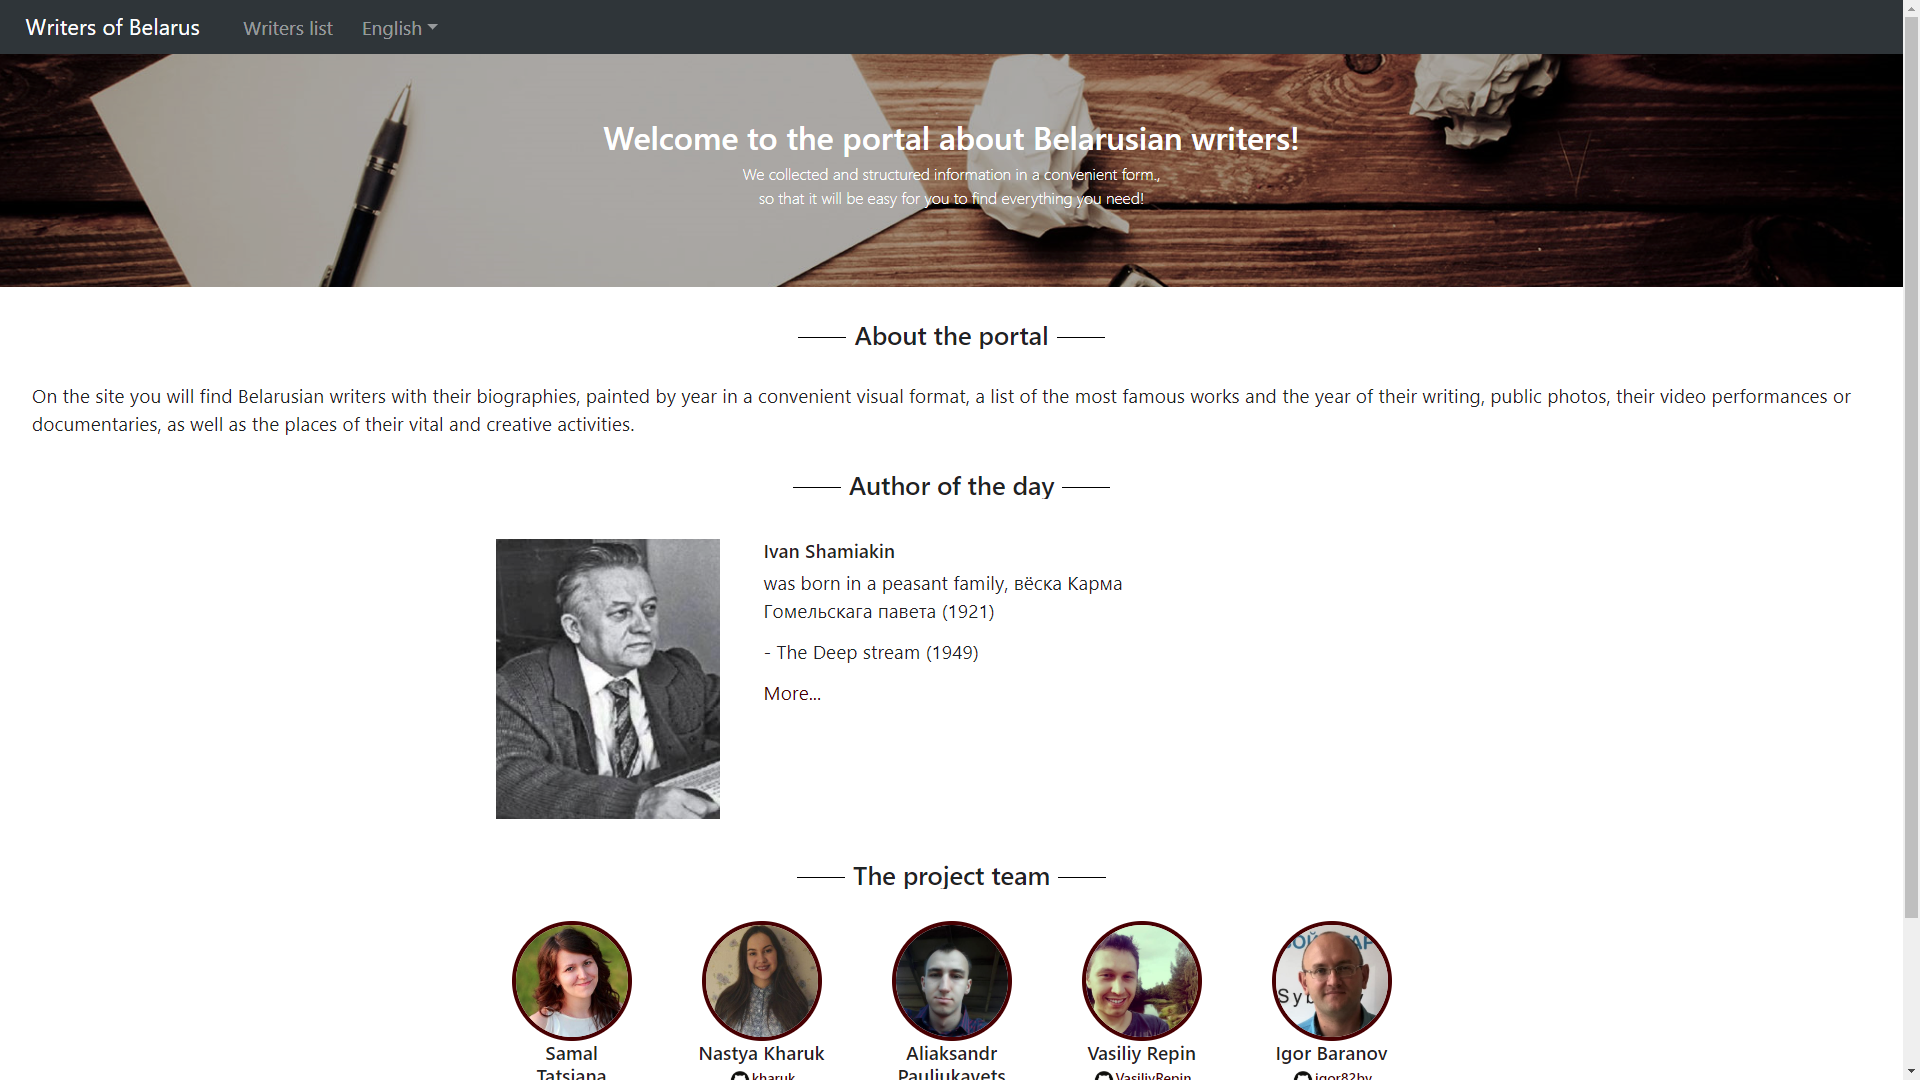 Writers of Belarus
Writers list
English
Welcome to the portal about Belarusian writers!
We collected and structured information in a convenient form.,
so that it will be easy for you to find everything you need!
About the portal
On the site you will find Belarusian writers with their biographies, painted by year in a convenient visual format, a list of the most famous works and the year of their writing, public photos, their video performances or
documentaries, as well as the places of their vital and creative activities.
Author of the day
Ivan Shamiakin
was born in a peasant family, вёска Карма
Гомельскага павета (1921)
- The Deep stream (1949)
More...
The project team
Samal
Tatsiana
Nastya Kharuk
kharuk
Aliaksandr
Pauliukavets
Vasiliy Repin
VasiliyRepin
Igor Baranov
igor82by